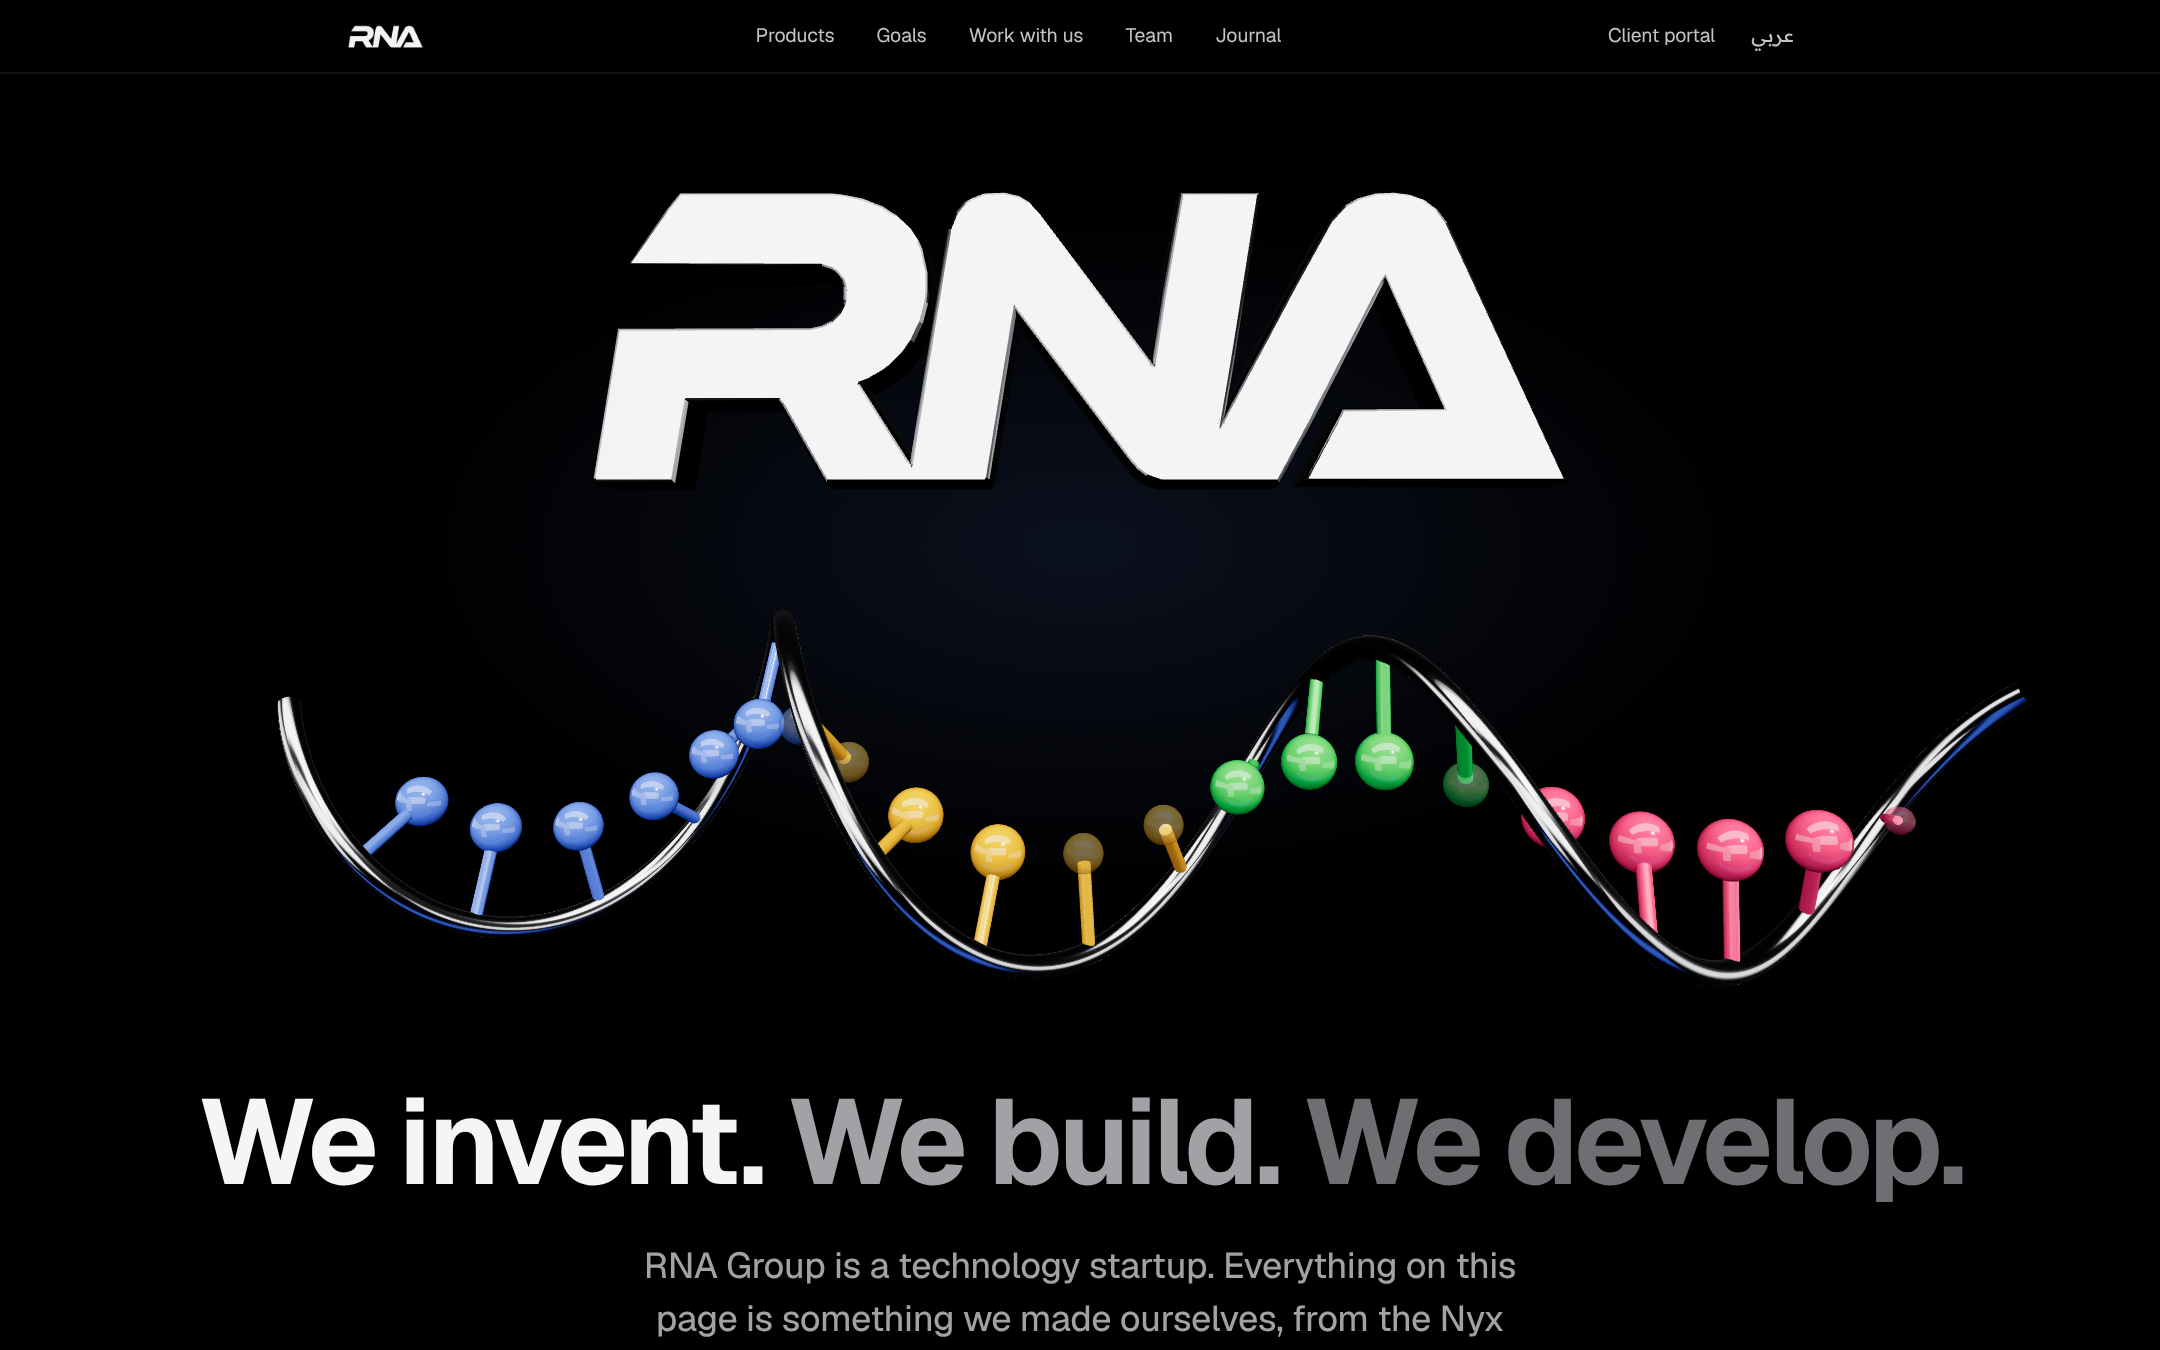 RNA
Products
Goals
Work with us
Team
Journal
Client portal
عربي
RNA
We invent. We build. We develop.
RNA Group is a technology startup. Everything on this
page is something we made ourselves, from the Nyx